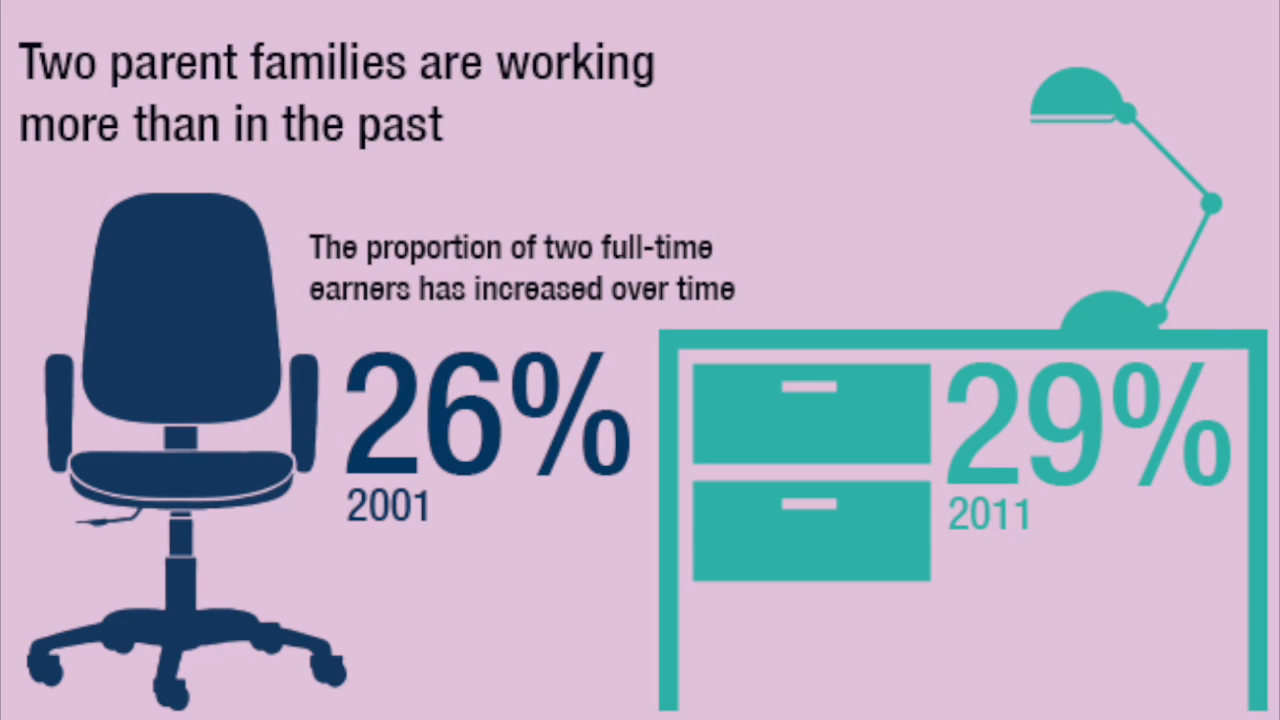 Two parent families are working
more than in the past
The proportion of two full-time
earners has increased over time
26%
2001
29%
2011